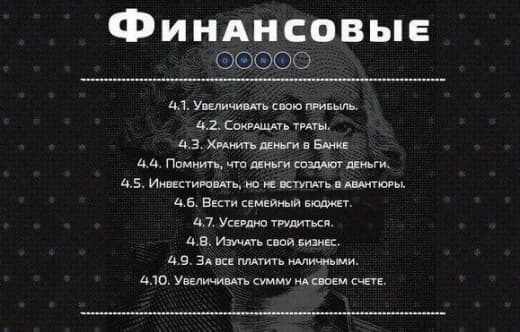 Финансовые
4.1. Увеличивать свою прибыль.
4.2. Сокращать траты.
4.3. Хранить деньги в Банке
4.4. Помнить, что деньги создают деньги.
4.5. Инвестировать, но не вступать в авантюры.
4.6. Вести семейный бюджет.
4.7. Усердно трудиться.
4.8. Изучать свой бизнес.
4.9. За все платить наличными.
4.10. Увеличивать сумму на своем счете.